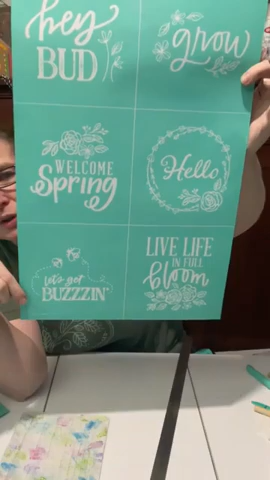 hey
BUD
grow
WELCOME
Spring
Hello
Let's get
BUZZZIN'
LIVE LIFE
IN FULL
bloom